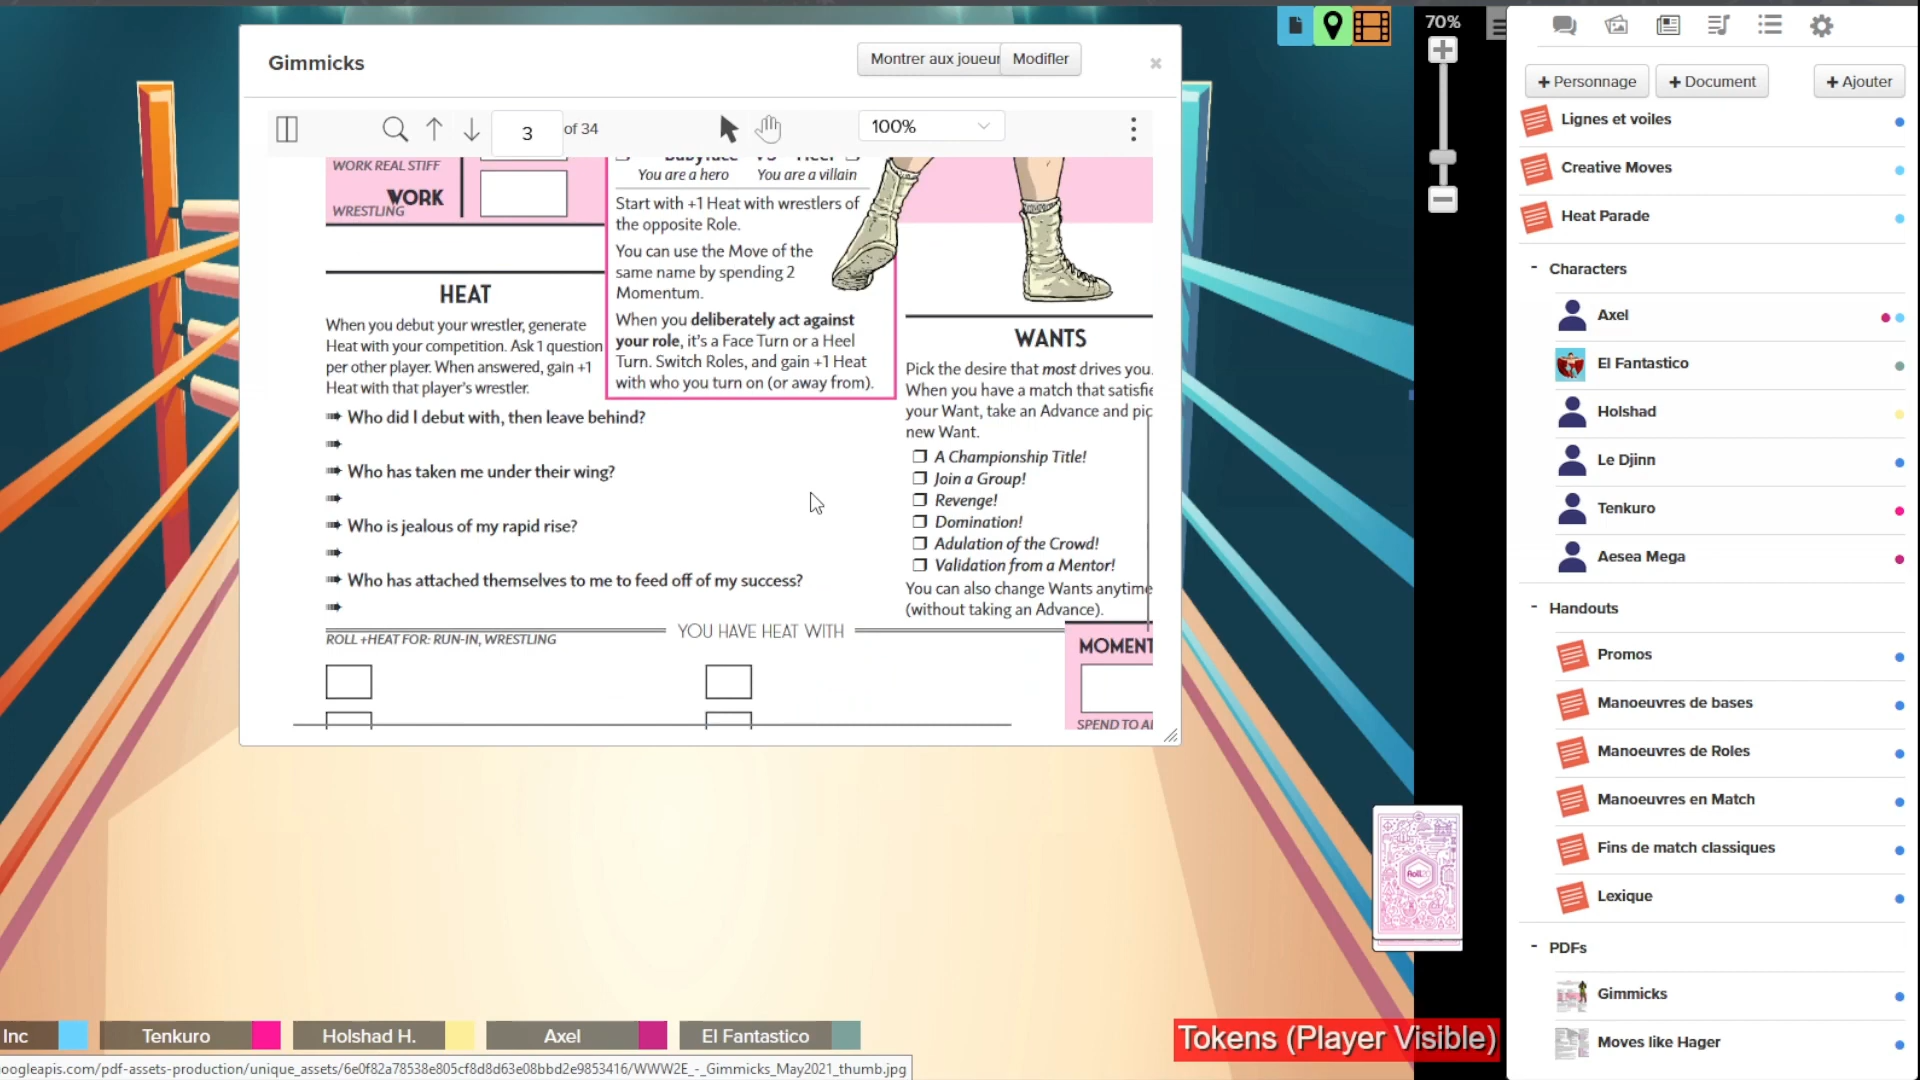 Gimmicks
Montrer aux joueur
Modifier
3
of 34
100%
WORK REAL STIFF
WORK
WRESTLING
You are a hero
You are a villain
Start with +1 Heat with wrestlers of
the opposite Role.
You can use the Move of the
same name by spending 2
Momentum.
When you deliberately act against
your role, it's a Face Turn or a Heel
Turn. Switch Roles, and gain +1 Heat
with who you turn on (or away from).
HEAT
When you debut your wrestler, generate
Heat with your competition. Ask 1 question
per other player. When answered, gain +1
Heat with that player's wrestler.
Who did I debut with, then leave behind?
Who has taken me under their wing?
Who is jealous of my rapid rise?
Who has attached themselves to me to feed off of my success?
WANTS
Pick the desire that most drives you.
When you have a match that satisfie
your Want, take an Advance and pic
new Want.
A Championship Title!
Join a Group!
Revenge!
Domination!
Adulation of the Crowd!
Validation from a Mentor!
You can also change Wants anytime
(without taking an Advance).
YOU HAVE HEAT WITH
ROLL +HEAT FOR: RUN-IN, WRESTLING
MOMENT
SPEND TO
70%
+ Personnage
+ Document
+ Ajouter
Lignes et voiles
Creative Moves
Heat Parade
- Characters
Axel
El Fantastico
Holshad
Le Djinn
Tenkuro
Aesea Mega
- Handouts
Promos
Manoeuvres de bases
Manoeuvres de Roles
Manoeuvres en Match
Fins de match classiques
Lexique
- PDFs
Gimmicks
Moves like Hager
Roll20
Inc
Tenkuro
Holshad H.
Axel
El Fantastico
Tokens (Player Visible)
oogleapis.com/pdf-assets-production/unique_assets/6e0f82a78538e805cf8d8d63e08bbd2e9853416/WWW2E_-_Gimmicks_May2021_thumb.jpg